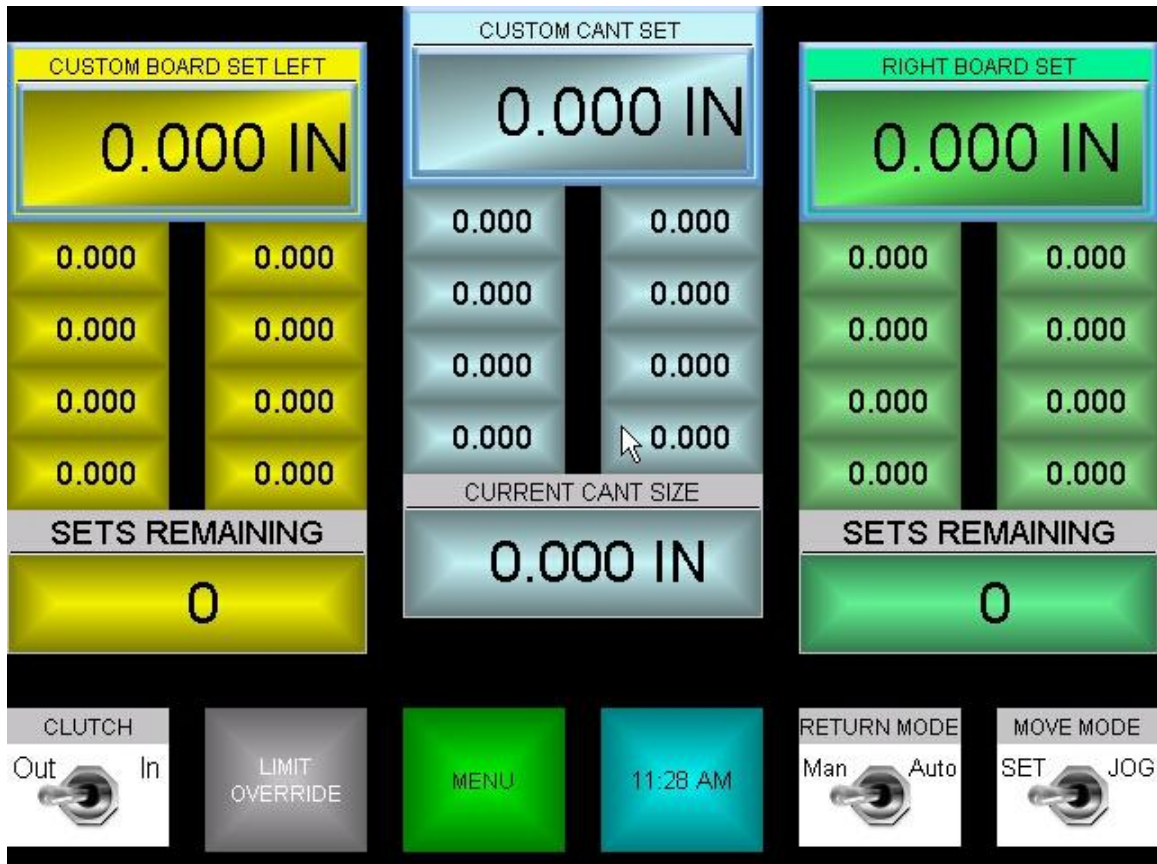 CUSTOM BOARD SET LEFT
0.000 IN
0.000 0.000
0.000 0.000
0.000 0.000
0.000 0.000
SETS REMAINING
0
CUSTOM CANT SET
0.000 IN
0.000 0.000
0.000 0.000
0.000 0.000
0.000 0.000
CURRENT CANT SIZE
0.000 IN
RIGHT BOARD SET
0.000 IN
0.000 0.000
0.000 0.000
0.000 0.000
0.000 0.000
SETS REMAINING
0
CLUTCH
Out In
LIMIT
OVERRIDE
MENU
11:28 AM
RETURN MODE
Man Auto
MOVE MODE
SET JOG